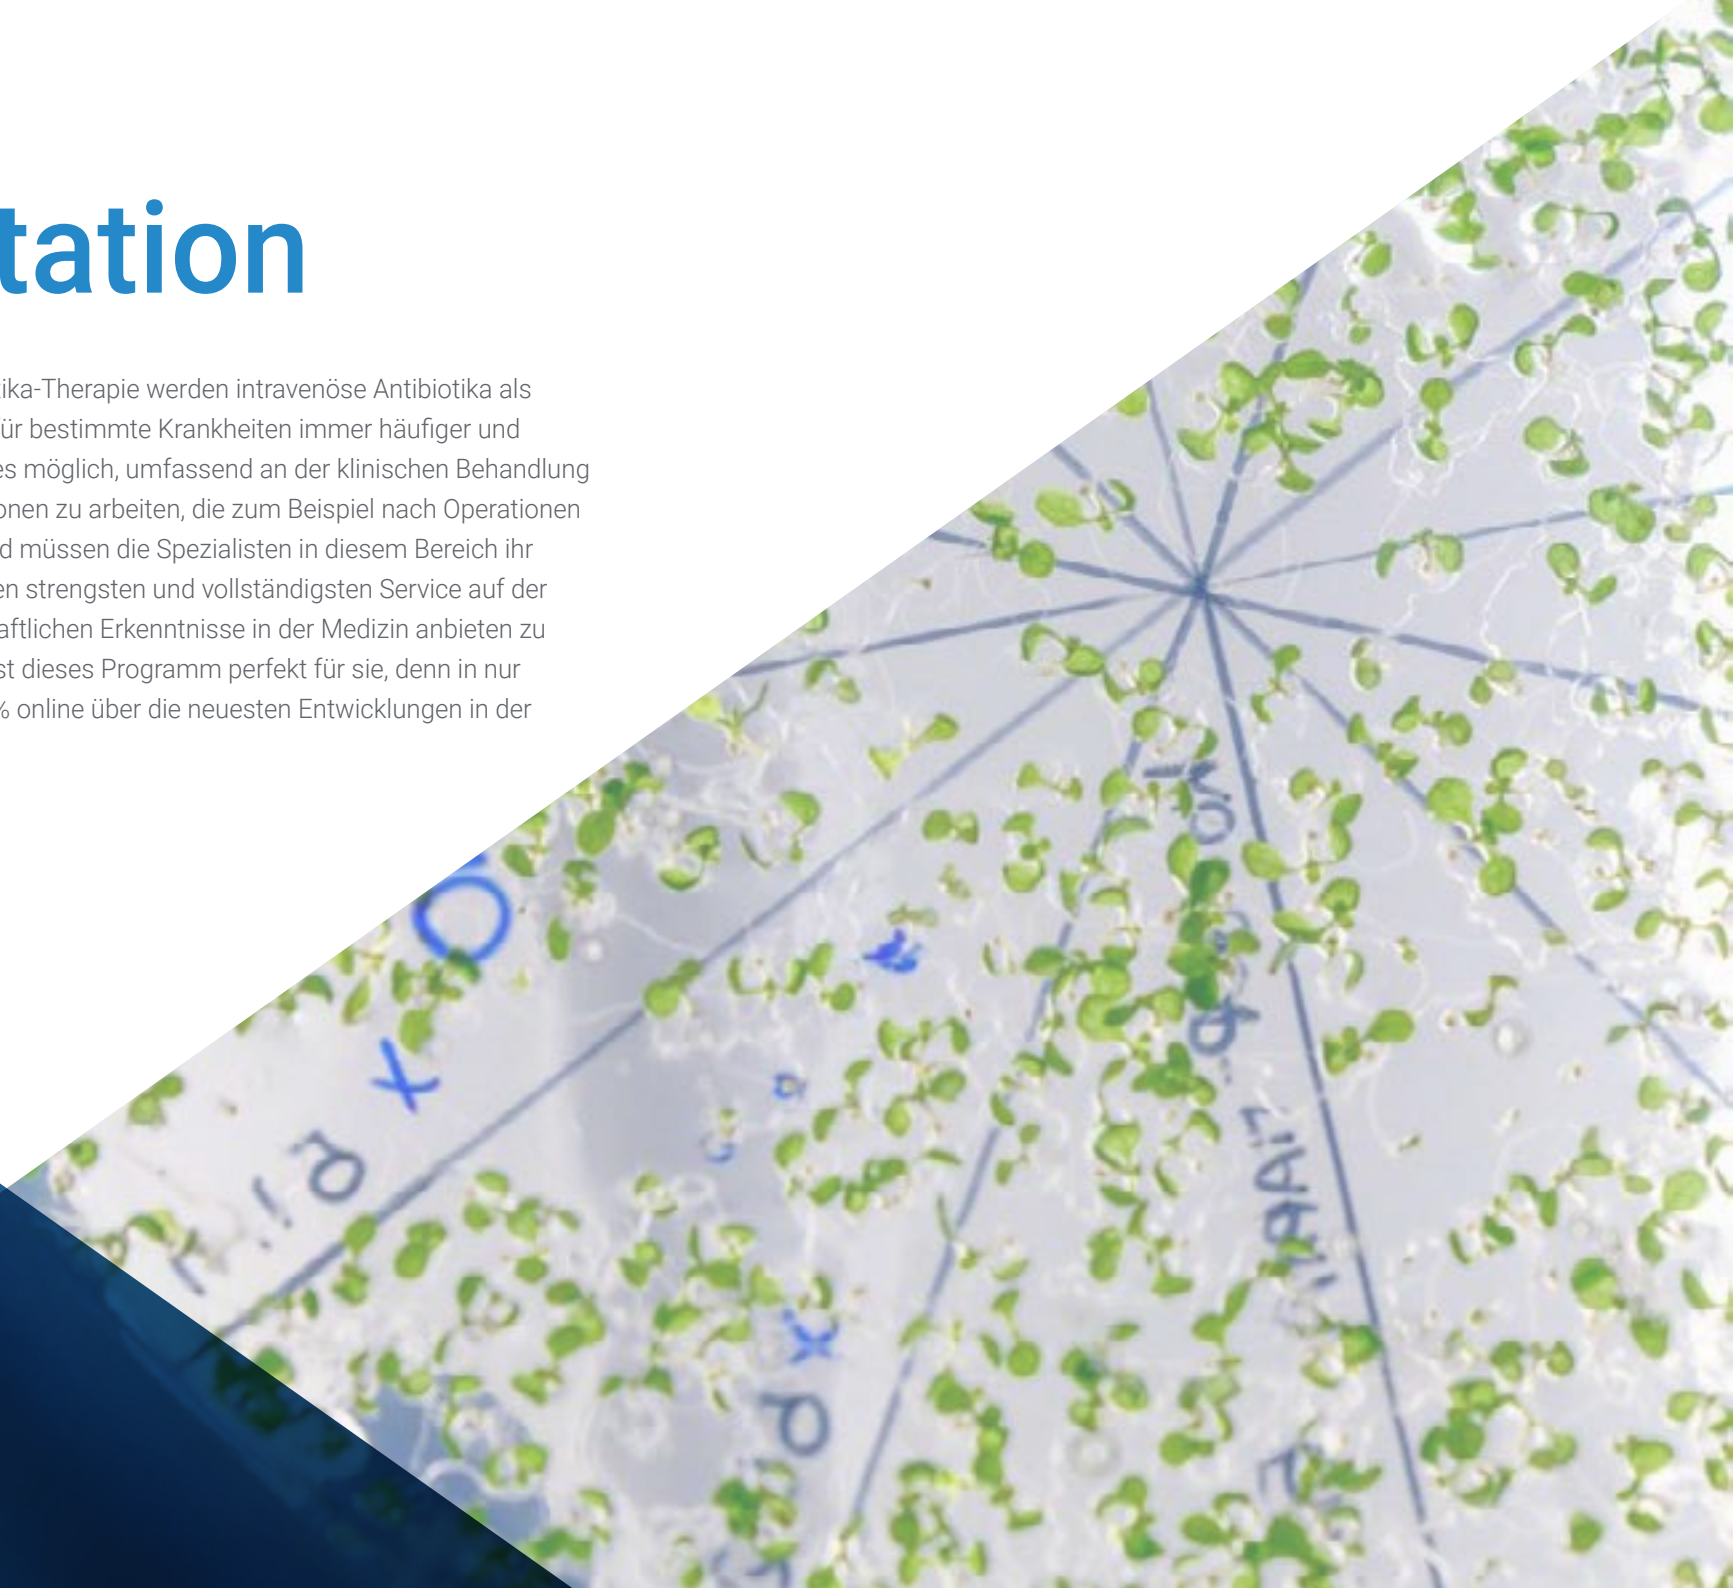 tation
ika-Therapie werden intravenöse Antibiotika als
ür bestimmte Krankheiten immer häufiger und
es möglich, umfassend an der klinischen Behandlung
onen zu arbeiten, die zum Beispiel nach Operationen
d müssen die Spezialisten in diesem Bereich ihr
en strengsten und vollständigsten Service auf der
aftlichen Erkenntnisse in der Medizin anbieten zu
st dieses Programm perfekt für sie, denn in nur
% online über die neuesten Entwicklungen in der